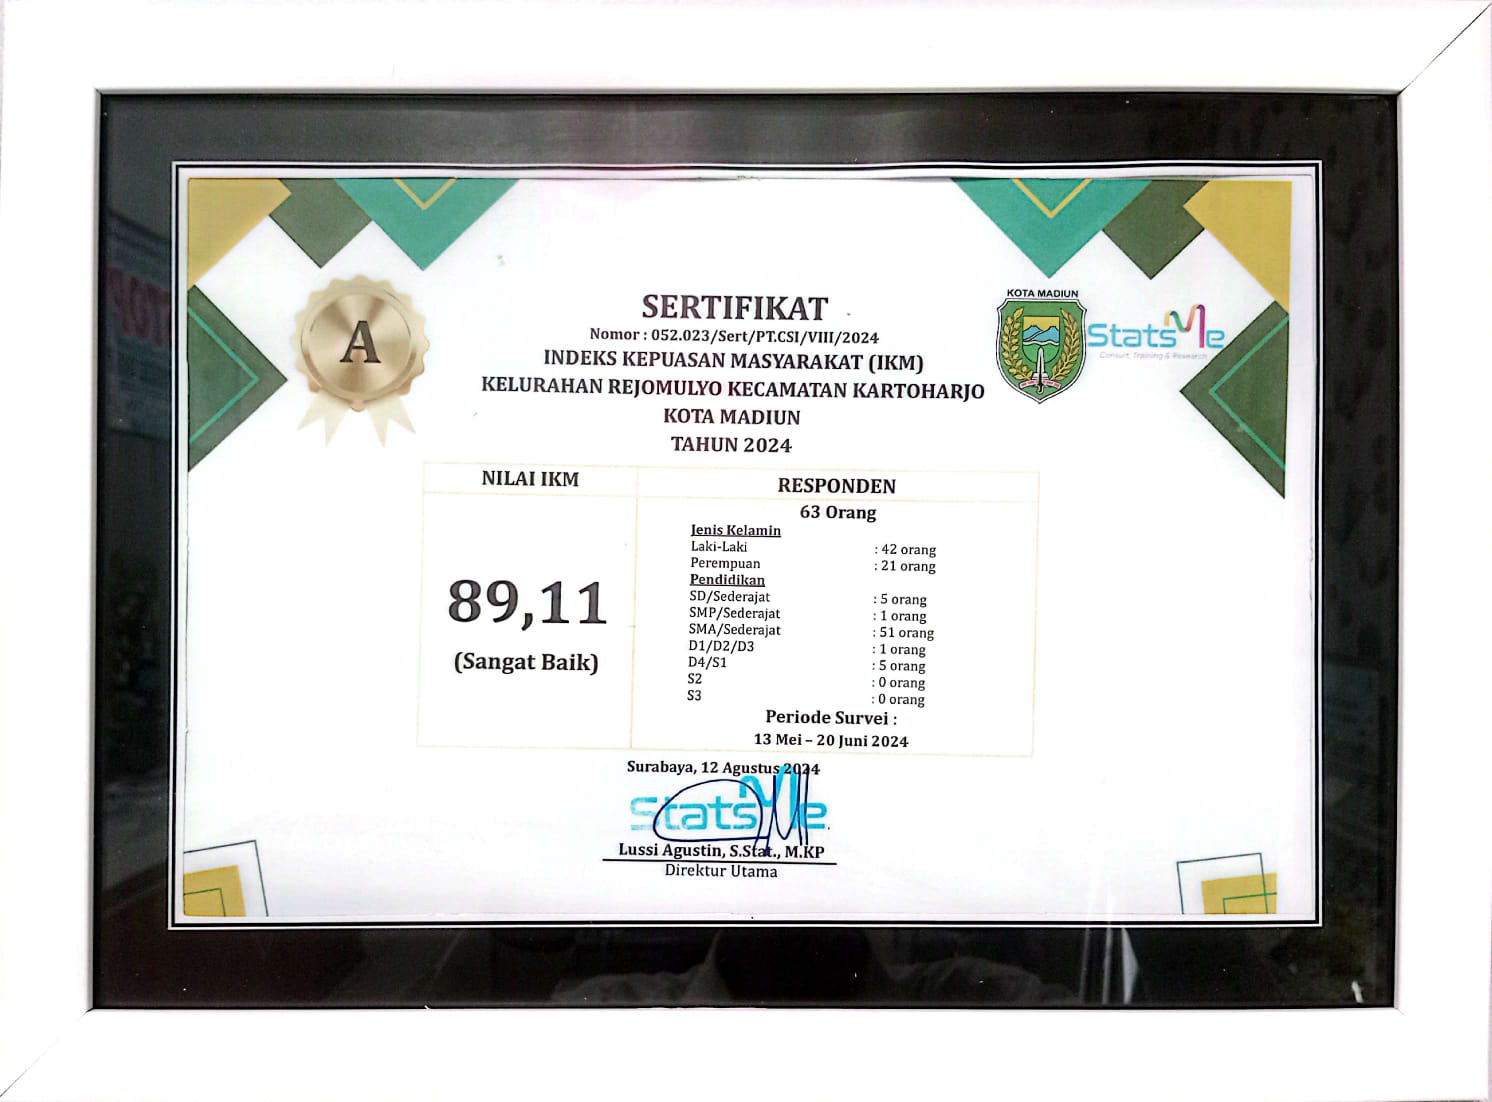 A
SERTIFIKAT
Nomor : 052.023/Sert/PT.CSI/VIII/2024
INDEKS KEPUASAN MASYARAKAT (IKM)
KELURAHAN REJOMULYO KECAMATAN KARTOHARJO
KOTA MADIUN
TAHUN 2024
KOTA MADIUN
StatsMe
Consult, Training & Research
NILAI IKM
89,11
(Sangat Baik)
RESPONDEN
63 Orang
Jenis Kelamin
Laki-Laki : 42 orang
Perempuan : 21 orang
Pendidikan
SD/Sederajat : 5 orang
SMP/Sederajat : 1 orang
SMA/Sederajat : 51 orang
D1/D2/D3 : 1 orang
D4/S1 : 5 orang
S2 : 0 orang
S3 : 0 orang
Periode Survei :
13 Mei – 20 Juni 2024
Surabaya, 12 Agustus 2024
StatsMe
Lussi Agustin, S.Stat., M.KP
Direktur Utama